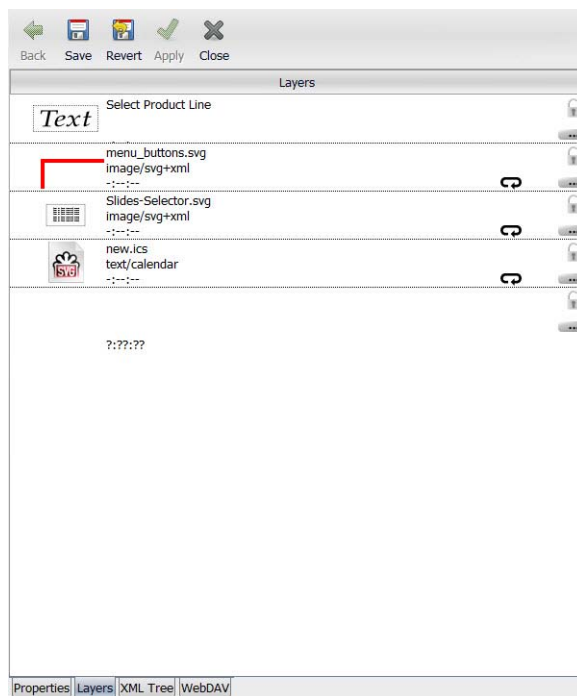 Back Save Revert Apply Close
Layers
Text
Select Product Line
menu_buttons.svg
image/svg+xml
-:--:--
Slides-Selector.svg
image/svg+xml
-:--:--
SVG
new.ics
text/calendar
-:--:--
?:??:??
Properties Layers XML Tree WebDAV